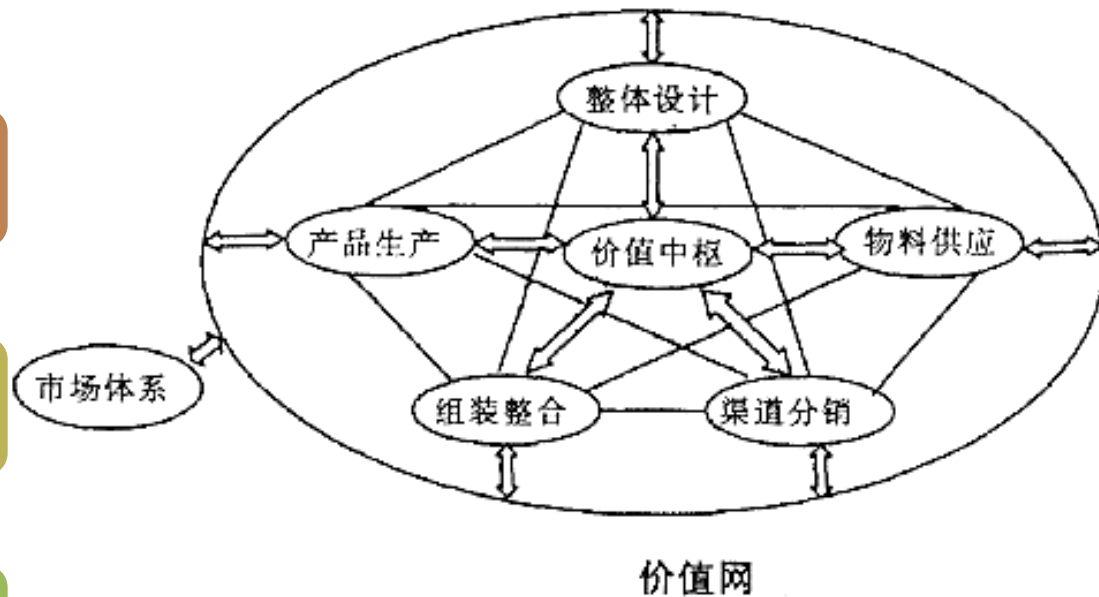 整体设计
产品生产
价值中枢
物料供应
市场体系
组装整合
渠道分销
价值网